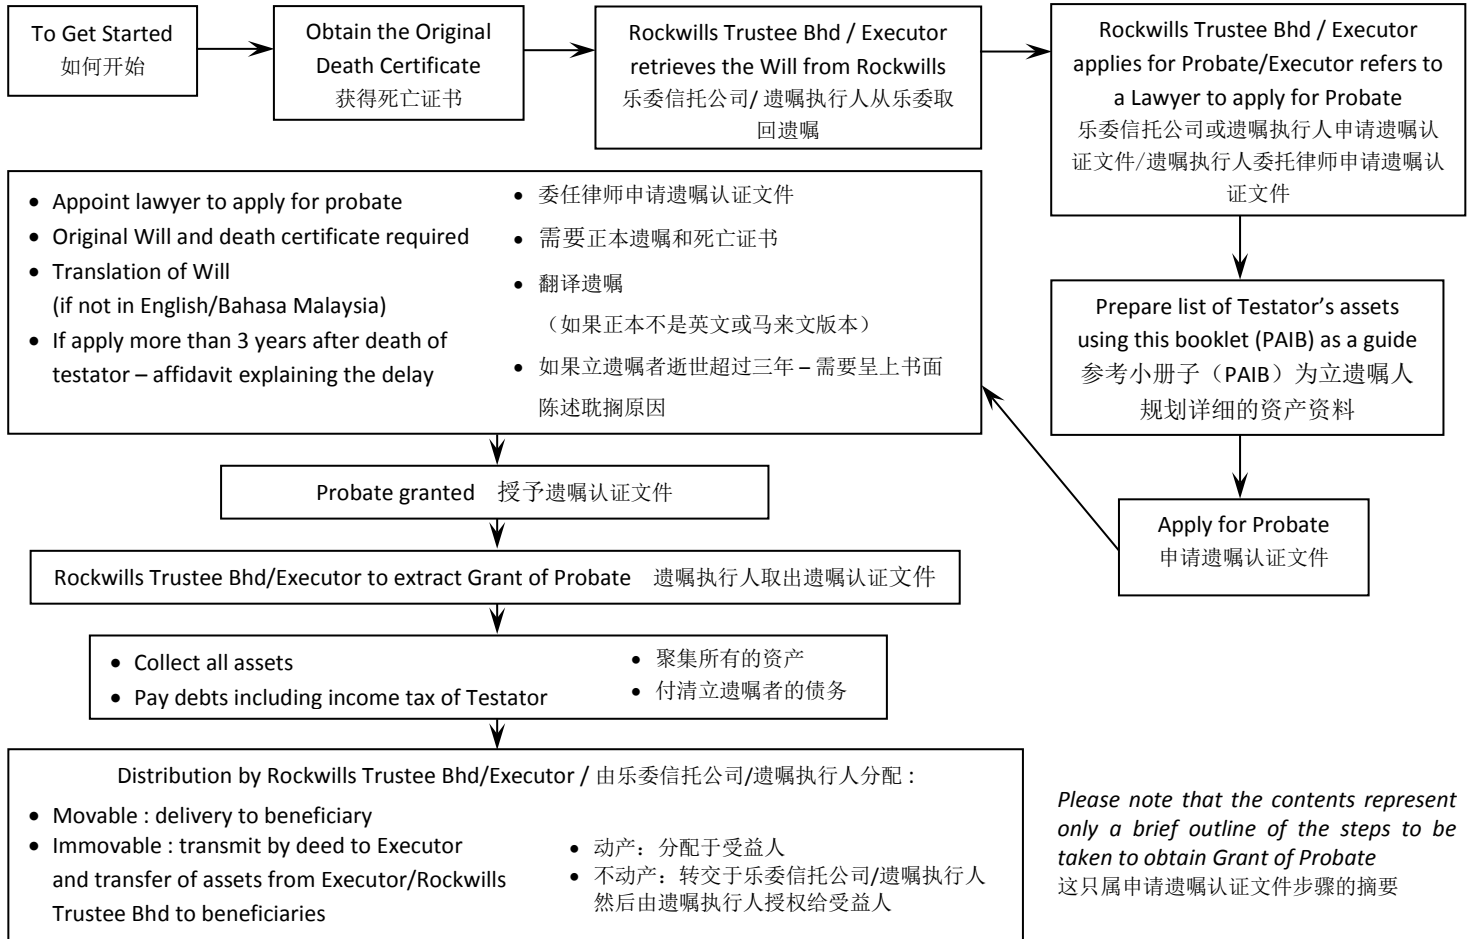 To Get Started
如何开始
Obtain the Original
Death Certificate
获得死亡证书
Rockwills Trustee Bhd / Executor
retrieves the Will from Rockwills
乐委信托公司/ 遗嘱执行人从乐委取
回遗嘱
Rockwills Trustee Bhd / Executor
applies for Probate/Executor refers to
a Lawyer to apply for Probate
乐委信托公司或遗嘱执行人申请遗嘱认
证文件/遗嘱执行人委托律师申请遗嘱认
证文件
Prepare list of Testator’s assets
using this booklet (PAIB) as a guide
参考小册子（PAIB）为立遗嘱人
规划详细的资产资料
Apply for Probate
申请遗嘱认证文件
• Appoint lawyer to apply for probate
• Original Will and death certificate required
• Translation of Will
(if not in English/Bahasa Malaysia)
• If apply more than 3 years after death of
testator – affidavit explaining the delay
• 委任律师申请遗嘱认证文件
• 需要正本遗嘱和死亡证书
• 翻译遗嘱
（如果正本不是英文或马来文版本）
• 如果立遗嘱者逝世超过三年 – 需要呈上书面
陈述耽搁原因
Probate granted 授予遗嘱认证文件
Rockwills Trustee Bhd/Executor to extract Grant of Probate 遗嘱执行人取出遗嘱认证文件
• Collect all assets
• Pay debts including income tax of Testator
• 聚集所有的资产
• 付清立遗嘱者的债务
Distribution by Rockwills Trustee Bhd/Executor / 由乐委信托公司/遗嘱执行人分配 :
• Movable : delivery to beneficiary
• Immovable : transmit by deed to Executor
and transfer of assets from Executor/Rockwills
Trustee Bhd to beneficiaries
• 动产：分配于受益人
• 不动产：转交于乐委信托公司/遗嘱执行人
然后由遗嘱执行人授权给受益人
Please note that the contents represent
only a brief outline of the steps to be
taken to obtain Grant of Probate
这只属申请遗嘱认证文件步骤的摘要